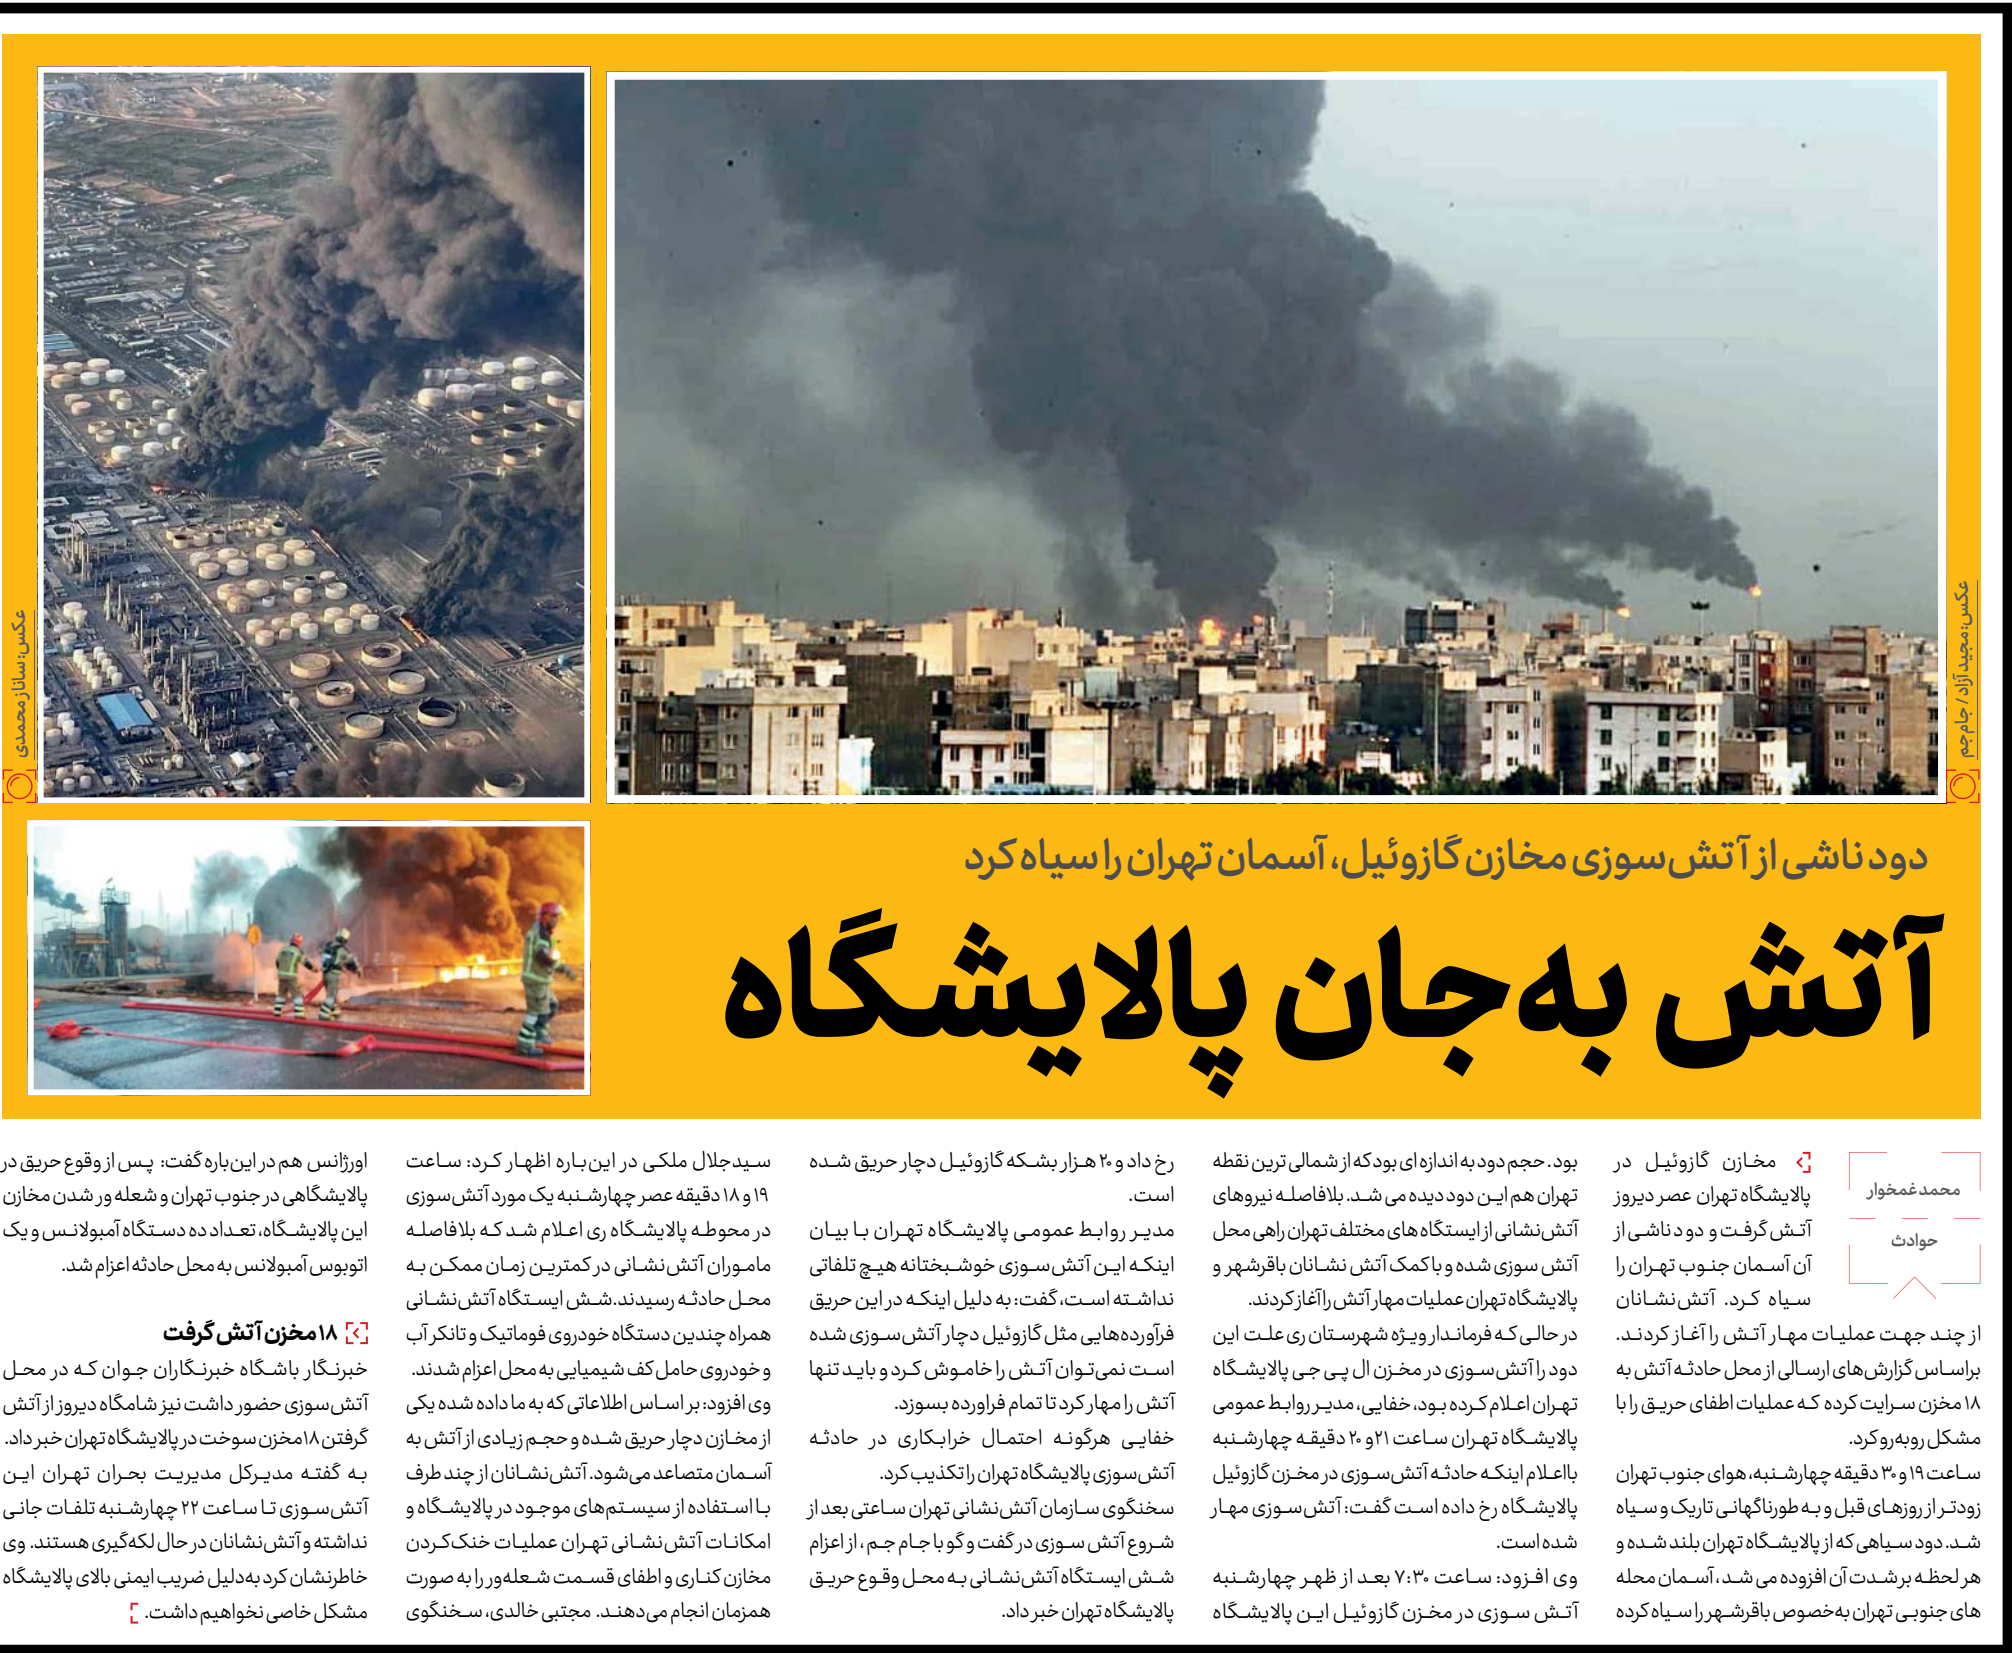 عکس: ساناز محمدی
عکس: مجید آزاد / جام‌جم
دود ناشی از آتش‌سوزی مخازن گازوئیل، آسمان تهران را سیاه کرد
آتش به‌جان پالایشگاه
محمد غمخوار
حوادث
مخازن گازوئیل در
پالایشگاه تهران عصر دیروز
آتش گرفت و دود ناشی از
آن آسمان جنوب تهران را
سیاه کرد. آتش‌نشانان
از چند جهت عملیات مهار آتش را آغاز کردند.
براساس گزارش‌های ارسالی از محل حادثه آتش به
۱۸ مخزن سرایت کرده که عملیات اطفای حریق را با
مشکل روبه‌رو کرد.
ساعت ۱۹ و ۳۰ دقیقه چهارشنبه، هوای جنوب تهران
زودتر از روزهای قبل و به طور ناگهانی تاریک و سیاه
شد. دود سیاهی که از پالایشگاه تهران بلند شده و
هر لحظه بر شدت آن افزوده می شد، آسمان محله
های جنوبی تهران به‌خصوص باقرشهر را سیاه کرده
بود. حجم دود به اندازه ای بود که از شمالی ترین نقطه
تهران هم این دود دیده می شد. بلافاصله نیروهای
آتش‌نشانی از ایستگاه های مختلف تهران راهی محل
آتش سوزی شده و با کمک آتش نشانان باقرشهر و
پالایشگاه تهران عملیات مهار آتش را آغاز کردند.
در حالی که فرماندار ویژه شهرستان ری علت این
دود را آتش‌سوزی در مخزن ال پی جی پالایشگاه
تهران اعلام کرده بود، خفایی، مدیر روابط عمومی
پالایشگاه تهران ساعت ۲۱ و ۲۰ دقیقه چهارشنبه
با اعلام اینکه حادثه آتش‌سوزی در مخزن گازوئیل
پالایشگاه رخ داده است گفت: آتش‌سوزی مهار
شده است.
وی افزود: ساعت ۷:۳۰ بعد از ظهر چهارشنبه
آتش سوزی در مخزن گازوئیل این پالایشگاه
رخ داد و ۲۰ هزار بشکه گازوئیل دچار حریق شده
است.
مدیر روابط عمومی پالایشگاه تهران با بیان
اینکه این آتش‌سوزی خوشبختانه هیچ تلفاتی
نداشته است، گفت: به دلیل اینکه در این حریق
فرآورده‌هایی مثل گازوئیل دچار آتش‌سوزی شده
است نمی‌توان آتش را خاموش کرد و باید تنها
آتش را مهار کرد تا تمام فراورده بسوزد.
خفایی هرگونه احتمال خرابکاری در حادثه
آتش‌سوزی پالایشگاه تهران را تکذیب کرد.
سخنگوی سازمان آتش‌نشانی تهران ساعتی بعد از
شروع آتش سوزی در گفت و گو با جام جم، از اعزام
شش ایستگاه آتش‌نشانی به محل وقوع حریق
پالایشگاه تهران خبر داد.
سیدجلال ملکی در این‌باره اظهار کرد: ساعت
۱۹ و ۱۸ دقیقه عصر چهارشنبه یک مورد آتش‌سوزی
در محوطه پالایشگاه ری اعلام شد که بلافاصله
ماموران آتش‌نشانی در کمترین زمان ممکن به
محل حادثه رسیدند.شش ایستگاه آتش‌نشانی
همراه چندین دستگاه خودروی فوماتیک و تانکر آب
و خودروی حامل کف شیمیایی به محل اعزام شدند.
وی افزود: بر اساس اطلاعاتی که به ما داده شده یکی
از مخازن دچار حریق شده و حجم زیادی از آتش به
آسمان متصاعد می‌شود. آتش‌نشانان از چند طرف
با استفاده از سیستم‌های موجود در پالایشگاه و
امکانات آتش‌نشانی تهران عملیات خنک‌کردن
مخازن کناری و اطفای قسمت شعله‌ور را به صورت
همزمان انجام می‌دهند. مجتبی خالدی، سخنگوی
اورژانس هم در این‌باره گفت: پس از وقوع حریق در
پالایشگاهی در جنوب تهران و شعله ور شدن مخازن
این پالایشگاه، تعداد ده دستگاه آمبولانس و یک
اتوبوس آمبولانس به محل حادثه اعزام شد.
۱۸ مخزن آتش گرفت
خبرنگار باشگاه خبرنگاران جوان که در محل
آتش‌سوزی حضور داشت نیز شامگاه دیروز از آتش
گرفتن ۱۸مخزن سوخت در پالایشگاه تهران خبر داد.
به گفته مدیرکل مدیریت بحران تهران این
آتش‌سوزی تا ساعت ۲۲ چهارشنبه تلفات جانی
نداشته و آتش‌نشانان در حال لکه‌گیری هستند. وی
خاطرنشان کرد به‌دلیل ضریب ایمنی بالای پالایشگاه
مشکل خاصی نخواهیم داشت.